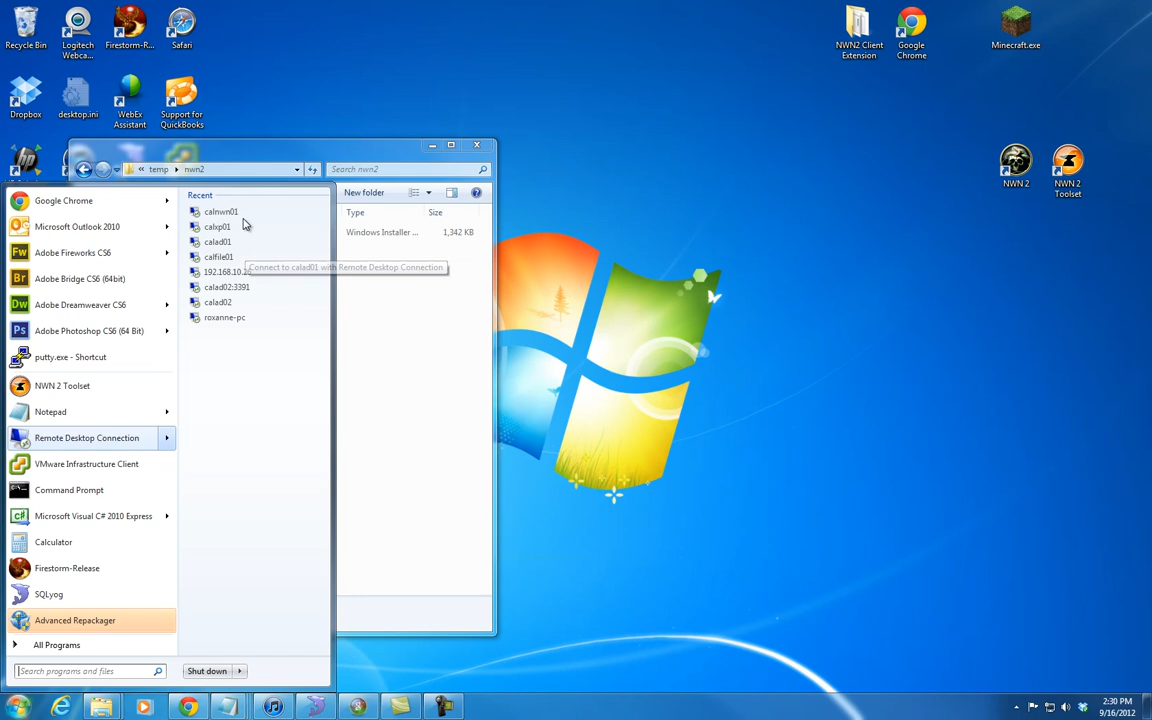 Recycle Bin
Logitech
Webca...
Firestorm-R...
Safari
NWN2 Client
Extension
Google
Chrome
Minecraft.exe
Dropbox
desktop.ini
WebEx
Assistant
Support for
QuickBooks
« temp nwn2
Search nwn2
NWN 2
NWN 2
Toolset
New folder
Type
Size
Windows Installer ...
1,342 KB
Google Chrome
Microsoft Outlook 2010
Adobe Fireworks CS6
Adobe Bridge CS6 (64bit)
Adobe Dreamweaver CS6
Adobe Photoshop CS6 (64 Bit)
putty.exe - Shortcut
NWN 2 Toolset
Notepad
Remote Desktop Connection
VMware Infrastructure Client
Command Prompt
Microsoft Visual C# 2010 Express
Calculator
Firestorm-Release
SQLyog
Advanced Repackager
All Programs
Search programs and files
Shut down
Recent
calnwn01
calxp01
calad01
calfile01
Connect to calad01 with Remote Desktop Connection
calad02:3391
calad02
roxanne-pc
2:30 PM
9/16/2012